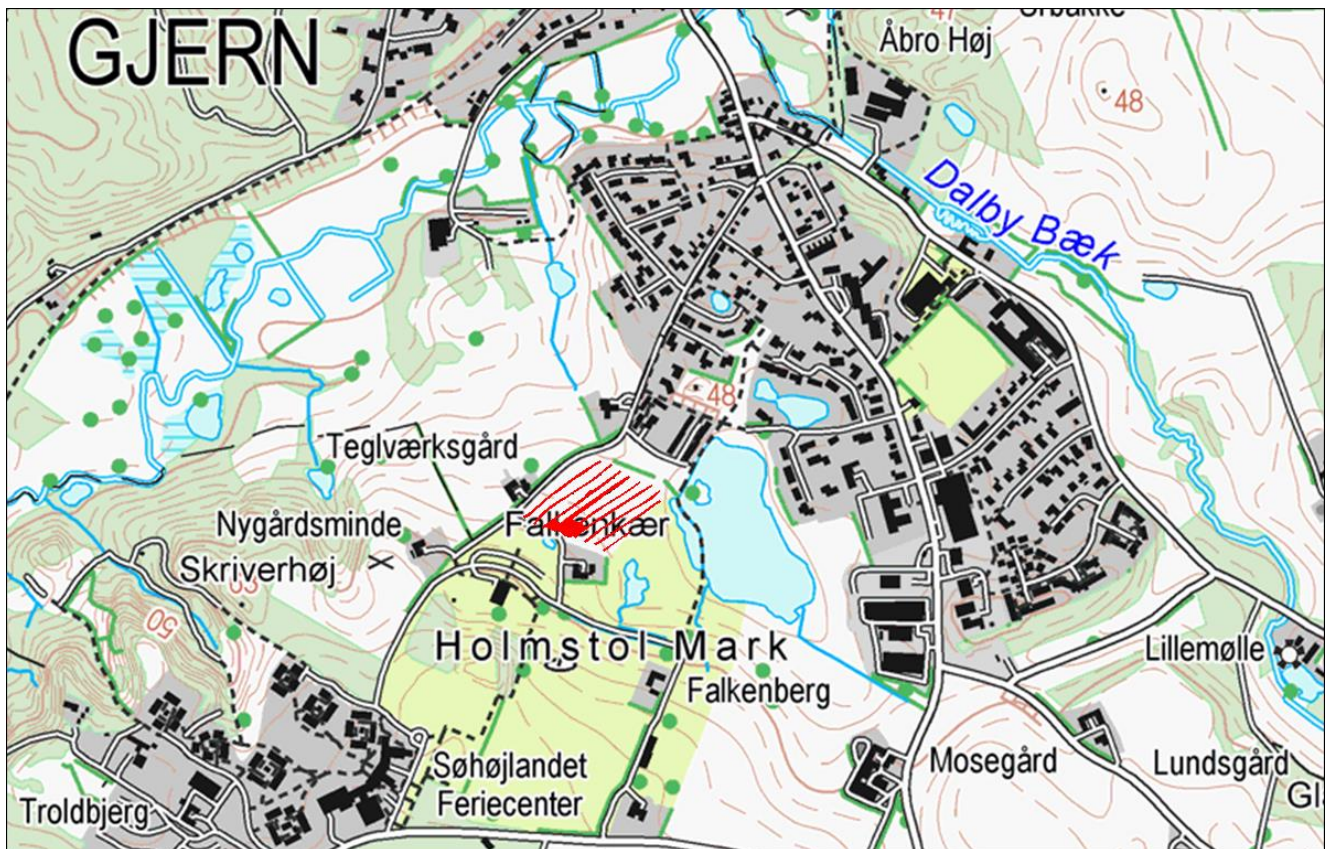 GJERN
Åbro Høj
48
Dalby Bæk
48
Teglværksgård
Nygårdsminde
Falkenkær
Skriverhøj
50
Holmstol Mark
Lillemølle
Falkenberg
Søhøjlandet
Feriecenter
Mosegård
Lundsgård
Troldbjerg